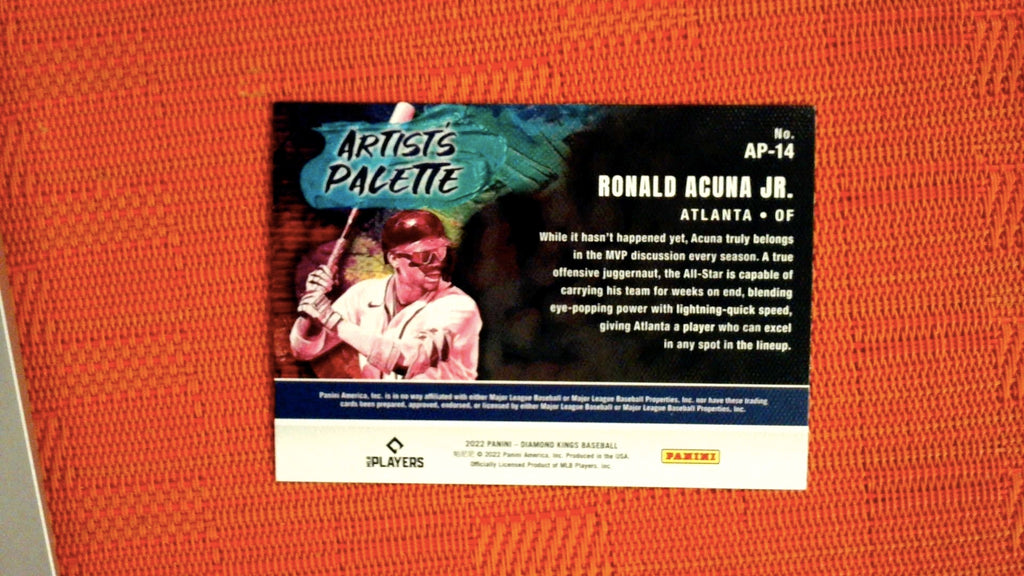 ARTIST'S
PALETTE
No.
AP-14
RONALD ACUNA JR.
ATLANTA • OF
While it hasn't happened yet, Acuna truly belongs
in the MVP discussion every season. A true
offensive juggernaut, the All-Star is capable of
carrying his team for weeks on end, blending
eye-popping power with lightning-quick speed,
giving Atlanta a player who can excel
in any spot in the lineup.
Panini America, Inc. is in no way affiliated with either Major League Baseball or Major League Baseball Properties, Inc. nor have these trading
cards been prepared, approved, endorsed, or licensed by either Major League Baseball or Major League Baseball Properties, Inc.
PLAYERS
2022 PANINI - DIAMOND KINGS BASEBALL
帕尼尼 © 2022 Panini America, Inc. Produced in the USA.
Officially Licensed Product of MLB Players, Inc.
PANINI